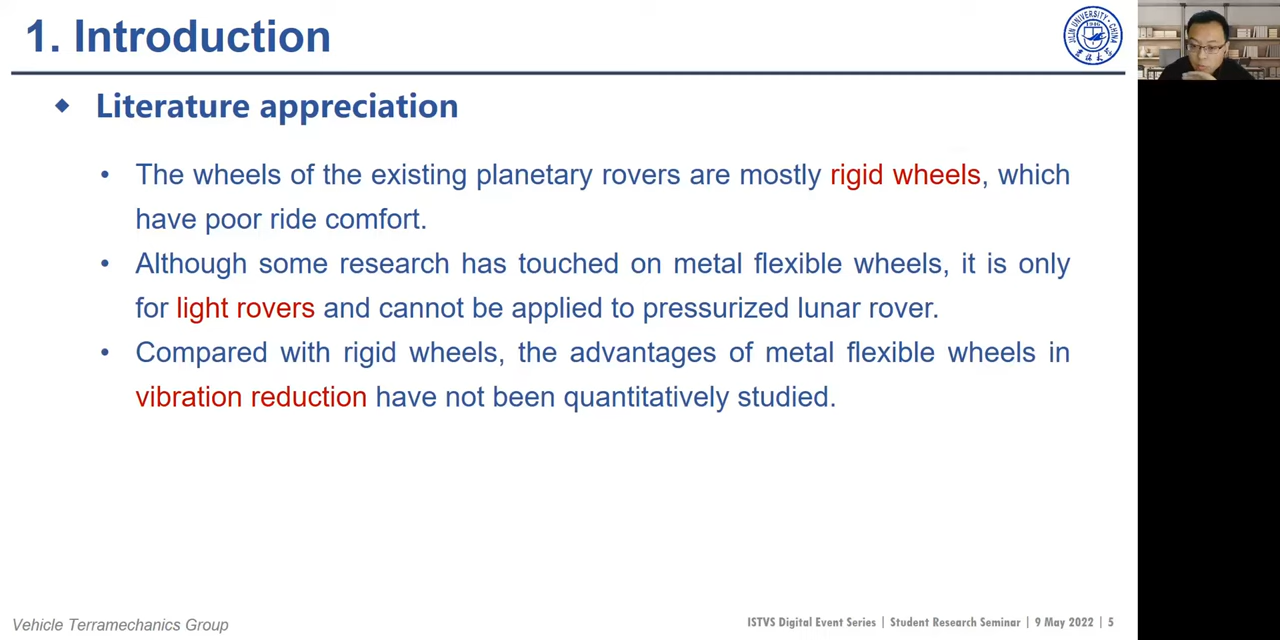 1. Introduction
JILIN UNIVERSITY · CHINA
◆ Literature appreciation
• The wheels of the existing planetary rovers are mostly rigid wheels, which
have poor ride comfort.
• Although some research has touched on metal flexible wheels, it is only
for light rovers and cannot be applied to pressurized lunar rover.
• Compared with rigid wheels, the advantages of metal flexible wheels in
vibration reduction have not been quantitatively studied.
Vehicle Terramechanics Group
ISTVS Digital Event Series | Student Research Seminar | 9 May 2022 | 5